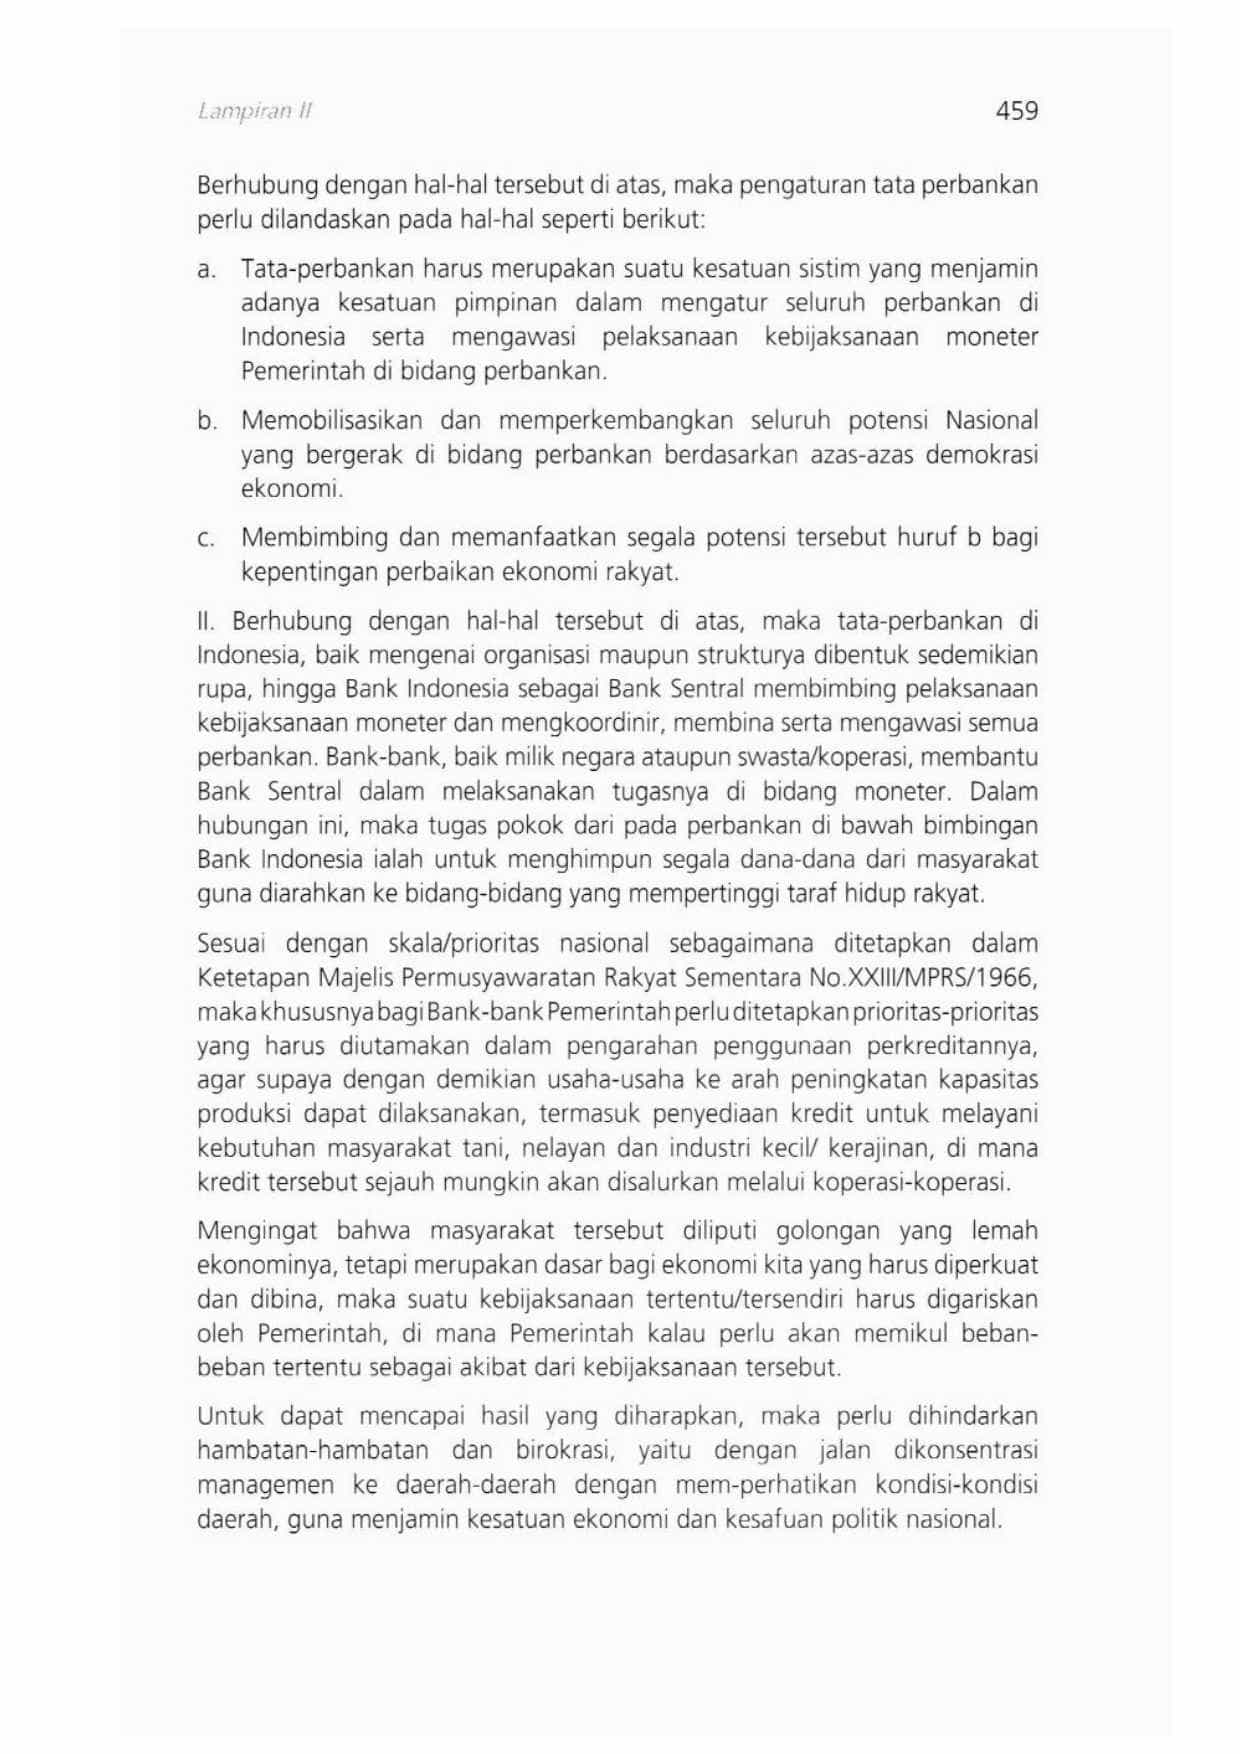 Lampiran II 459
Berhubung dengan hal-hal tersebut di atas, maka pengaturan tata perbankan
perlu dilandaskan pada hal-hal seperti berikut:
a. Tata-perbankan harus merupakan suatu kesatuan sistim yang menjamin
adanya kesatuan pimpinan dalam mengatur seluruh perbankan di
Indonesia serta mengawasi pelaksanaan kebijaksanaan moneter
Pemerintah di bidang perbankan.
b. Memobilisasikan dan memperkembangkan seluruh potensi Nasional
yang bergerak di bidang perbankan berdasarkan azas-azas demokrasi
ekonomi.
c. Membimbing dan memanfaatkan segala potensi tersebut huruf b bagi
kepentingan perbaikan ekonomi rakyat.
II. Berhubung dengan hal-hal tersebut di atas, maka tata-perbankan di
Indonesia, baik mengenai organisasi maupun strukturya dibentuk sedemikian
rupa, hingga Bank Indonesia sebagai Bank Sentral membimbing pelaksanaan
kebijaksanaan moneter dan mengkoordinir, membina serta mengawasi semua
perbankan. Bank-bank, baik milik negara ataupun swasta/koperasi, membantu
Bank Sentral dalam melaksanakan tugasnya di bidang moneter. Dalam
hubungan ini, maka tugas pokok dari pada perbankan di bawah bimbingan
Bank Indonesia ialah untuk menghimpun segala dana-dana dari masyarakat
guna diarahkan ke bidang-bidang yang mempertinggi taraf hidup rakyat.
Sesuai dengan skala/prioritas nasional sebagaimana ditetapkan dalam
Ketetapan Majelis Permusyawaratan Rakyat Sementara No.XXIII/MPRS/1966,
maka khususnya bagi Bank-bank Pemerintah perlu ditetapkan prioritas-prioritas
yang harus diutamakan dalam pengarahan penggunaan perkreditannya,
agar supaya dengan demikian usaha-usaha ke arah peningkatan kapasitas
produksi dapat dilaksanakan, termasuk penyediaan kredit untuk melayani
kebutuhan masyarakat tani, nelayan dan industri kecil/ kerajinan, di mana
kredit tersebut sejauh mungkin akan disalurkan melalui koperasi-koperasi.
Mengingat bahwa masyarakat tersebut diliputi golongan yang lemah
ekonominya, tetapi merupakan dasar bagi ekonomi kita yang harus diperkuat
dan dibina, maka suatu kebijaksanaan tertentu/tersendiri harus digariskan
oleh Pemerintah, di mana Pemerintah kalau perlu akan memikul beban-
beban tertentu sebagai akibat dari kebijaksanaan tersebut.
Untuk dapat mencapai hasil yang diharapkan, maka perlu dihindarkan
hambatan-hambatan dan birokrasi, yaitu dengan jalan dikonsentrasi
managemen ke daerah-daerah dengan mem-perhatikan kondisi-kondisi
daerah, guna menjamin kesatuan ekonomi dan kesafuan politik nasional.